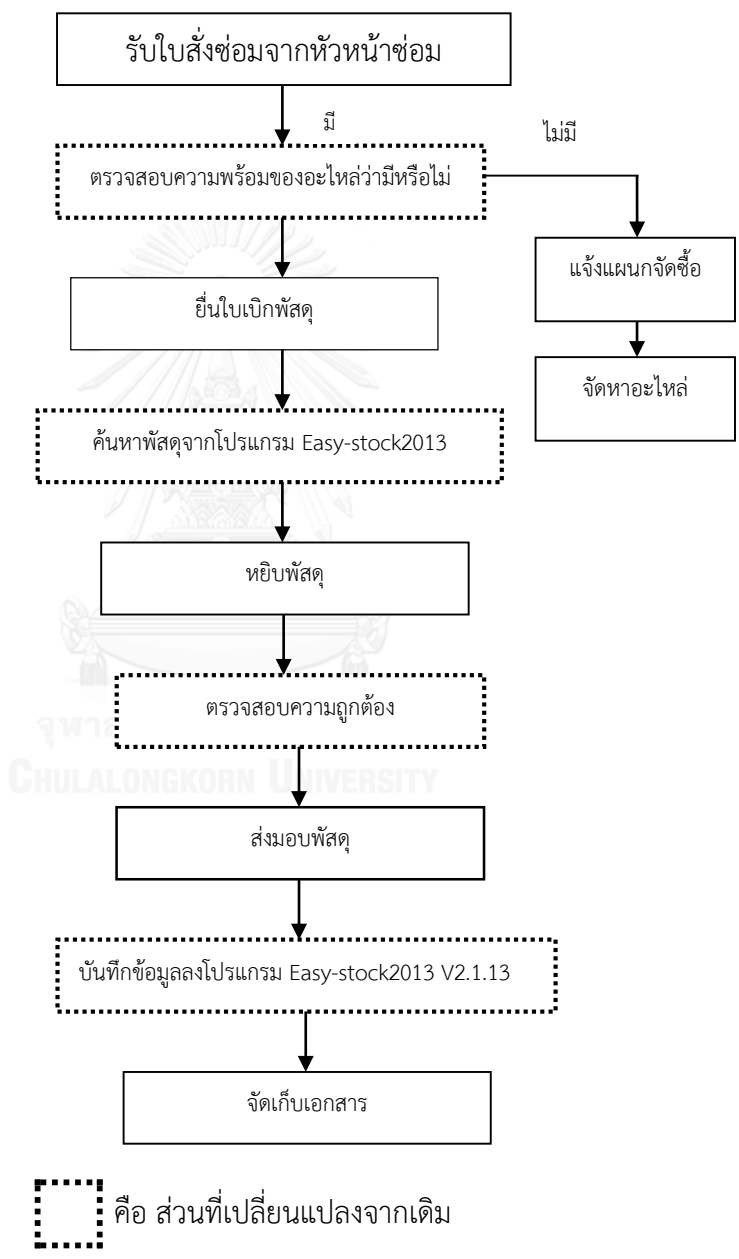 รับใบสั่งซ่อมจากหัวหน้าซ่อม
มี
ไม่มี
ตรวจสอบความพร้อมของอะไหล่ว่ามีหรือไม่
แจ้งแผนกจัดซื้อ
ยื่นใบเบิกพัสดุ
จัดหาอะไหล่
ค้นหาพัสดุจากโปรแกรม Easy-stock2013
หยิบพัสดุ
ตรวจสอบความถูกต้อง
CHULALONGKORN UNIVERSITY
ส่งมอบพัสดุ
บันทึกข้อมูลลงโปรแกรม Easy-stock2013 V2.1.13
จัดเก็บเอกสาร
คือ ส่วนที่เปลี่ยนแปลงจากเดิม